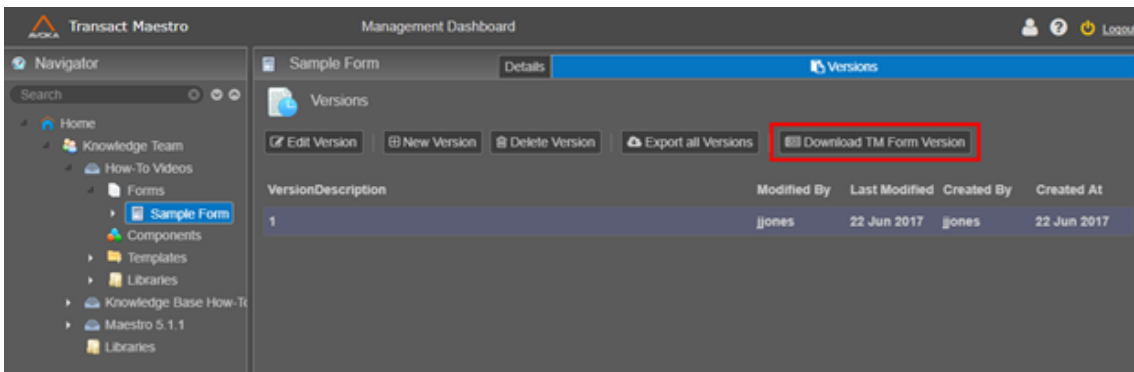 AVOKA Transact Maestro Management Dashboard Logout
Navigator
Search
Home
Knowledge Team
How-To Videos
Forms
Sample Form
Components
Templates
Libraries
Knowledge Base How-To
Maestro 5.1.1
Libraries
Sample Form Details Versions
Versions
Edit Version New Version Delete Version Export all Versions Download TM Form Version
VersionDescription Modified By Last Modified Created By Created At
1 jjones 22 Jun 2017 jjones 22 Jun 2017